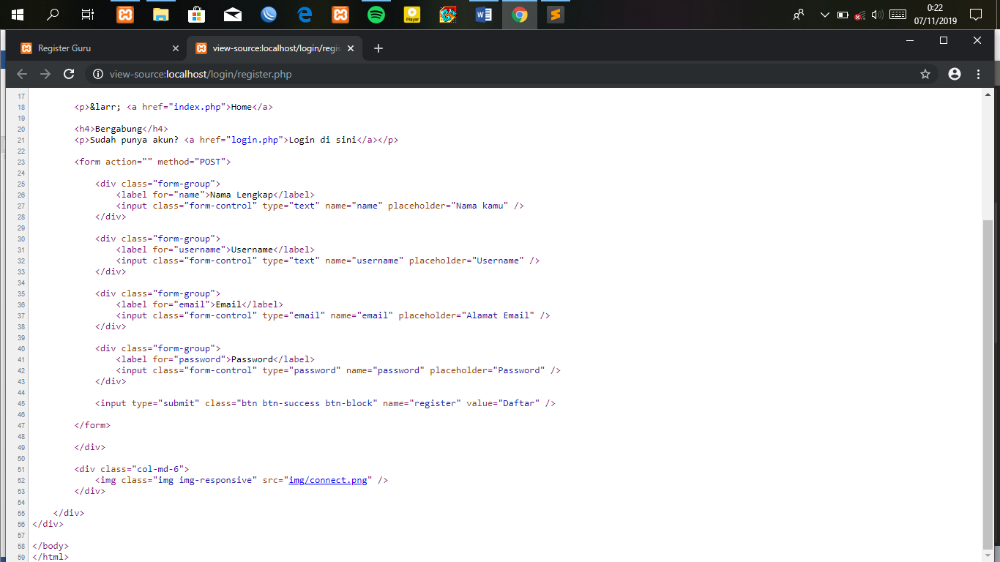 Player
W
0:22
07/11/2019
Register Guru
view-source:localhost/login/regis
view-source:localhost/login/register.php
17
18 <p>&larr; <a href="index.php">Home</a>
19
20 <h4>Bergabung</h4>
21 <p>Sudah punya akun? <a href="login.php">Login di sini</a></p>
22
23 <form action="" method="POST">
24
25 <div class="form-group">
26 <label for="name">Nama Lengkap</label>
27 <input class="form-control" type="text" name="name" placeholder="Nama kamu" />
28 </div>
29
30 <div class="form-group">
31 <label for="username">Username</label>
32 <input class="form-control" type="text" name="username" placeholder="Username" />
33 </div>
34
35 <div class="form-group">
36 <label for="email">Email</label>
37 <input class="form-control" type="email" name="email" placeholder="Alamat Email" />
38 </div>
39
40 <div class="form-group">
41 <label for="password">Password</label>
42 <input class="form-control" type="password" name="password" placeholder="Password" />
43 </div>
44
45 <input type="submit" class="btn btn-success btn-block" name="register" value="Daftar" />
46
47 </form>
48
49 </div>
50
51 <div class="col-md-6">
52 <img class="img img-responsive" src="img/connect.png" />
53 </div>
54
55 </div>
56 </div>
57
58 </body>
59 </html>